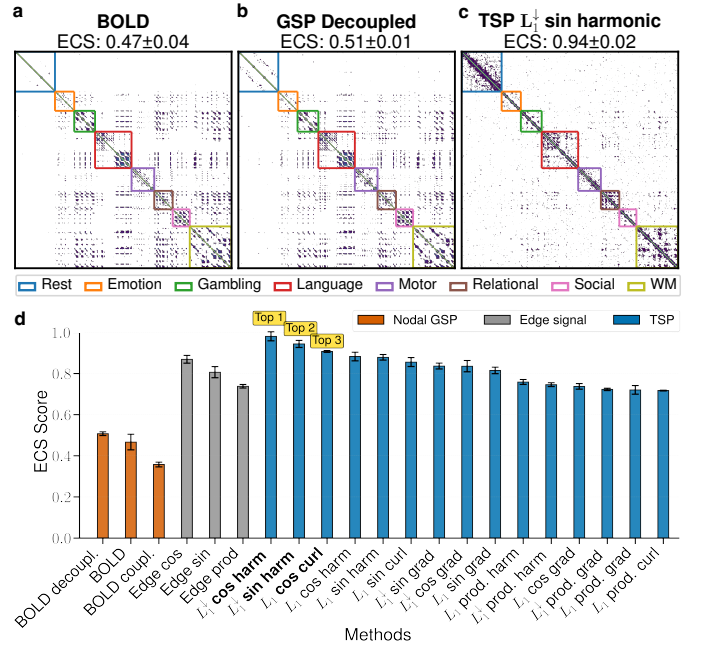 a
BOLD
ECS: 0.47±0.04
b
GSP Decoupled
ECS: 0.51±0.01
c
TSP L₁↓ sin harmonic
ECS: 0.94±0.02
Rest
Emotion
Gambling
Language
Motor
Relational
Social
WM
d
Nodal GSP
Edge signal
TSP
Top 1
Top 2
Top 3
1.0
0.8
0.6
0.4
0.2
0.0
ECS Score
BOLD decoupl.
BOLD
BOLD coupl.
Edge cos
Edge sin
Edge prod
L₁↓ cos harm
L₁↓ sin harm
L₁ cos curl
L₁ cos harm
L₁ sin harm
L₁ sin curl
L₁↓ sin grad
L₁↓ cos grad
L₁ sin grad
L₁ prod. harm
L₁↓ prod. harm
L₁ cos grad
L₁↓ prod. grad
L₁ prod. grad
L₁ prod. curl
Methods